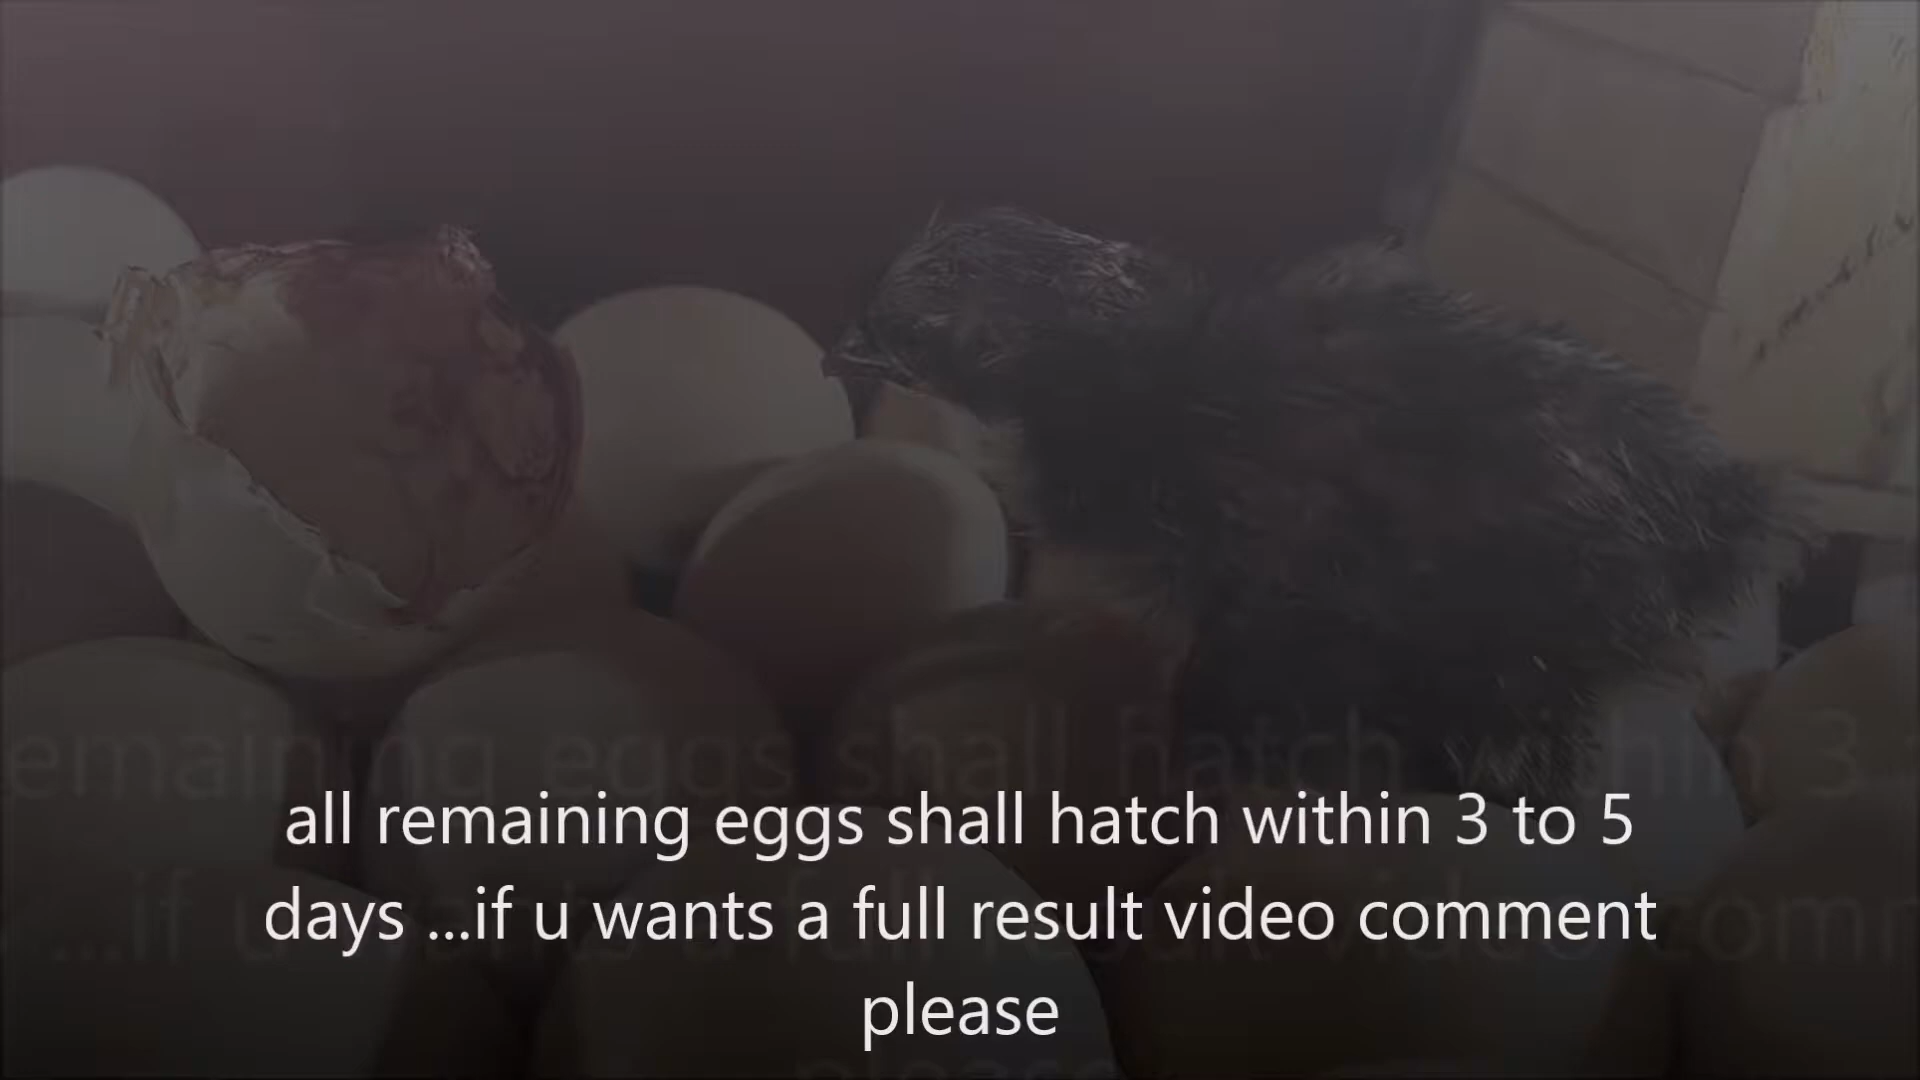 all remaining eggs shall hatch within 3 to 5
days ...if u wants a full result video comment
please